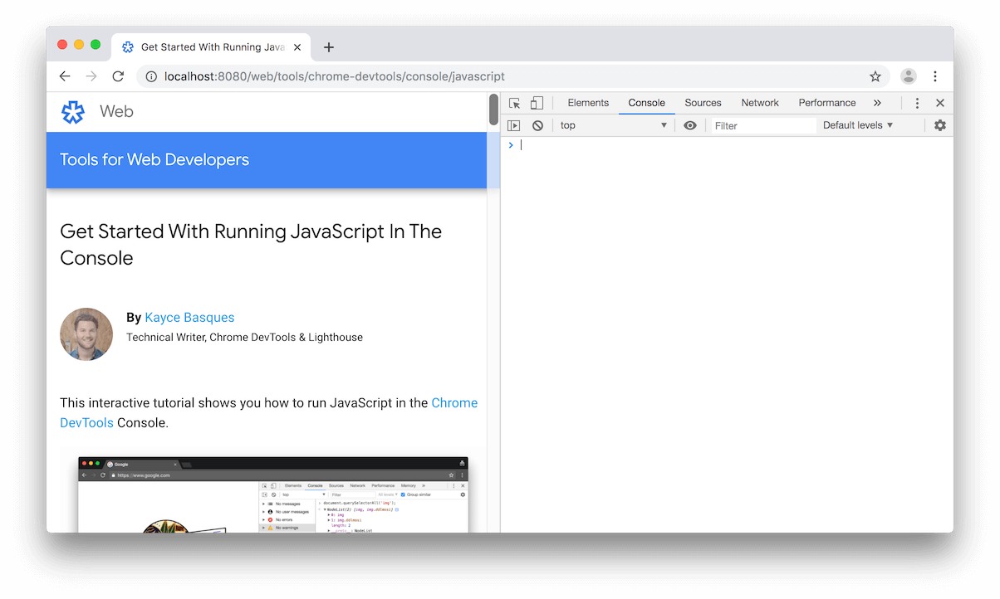 Get Started With Running Java
localhost:8080/web/tools/chrome-devtools/console/javascript
Web
Tools for Web Developers
Get Started With Running JavaScript In The
Console
By Kayce Basques
Technical Writer, Chrome DevTools & Lighthouse
This interactive tutorial shows you how to run JavaScript in the Chrome
DevTools Console.
Google
https://www.google.com
Elements Console Sources Network Performance Memory »
top Filter All levels Group similar
No messages
No user messages
No errors
No warnings
document.querySelectorAll('img');
NodeList(2) [img, img.ddlmosi]
0: img
1: img.ddlmosi
length: 2
NodeList
Elements Console Sources Network Performance »
top Filter Default levels
>